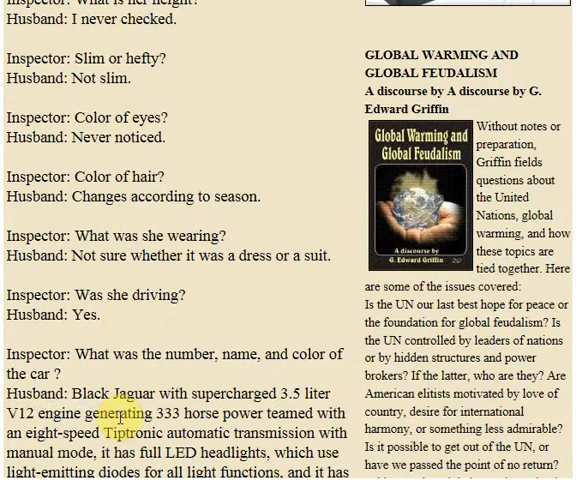 Inspector: What is her height?
Husband: I never checked.
Inspector: Slim or hefty?
Husband: Not slim.
Inspector: Color of eyes?
Husband: Never noticed.
Inspector: Color of hair?
Husband: Changes according to season.
Inspector: What was she wearing?
Husband: Not sure whether it was a dress or a suit.
Inspector: Was she driving?
Husband: Yes.
Inspector: What was the number, name, and color of
the car ?
Husband: Black Jaguar with supercharged 3.5 liter
V12 engine generating 333 horse power teamed with
an eight-speed Tiptronic automatic transmission with
manual mode, it has full LED headlights, which use
light-emitting diodes for all light functions, and it has
GLOBAL WARMING AND
GLOBAL FEUDALISM
A discourse by A discourse by G.
Edward Griffin
Global Warming and
Global Feudalism
A discourse by
G. Edward Griffin
Without notes or
preparation,
Griffin fields
questions about
the United
Nations, global
warming, and how
these topics are
tied together. Here
are some of the issues covered:
Is the UN our last best hope for peace or
the foundation for global feudalism? Is
the UN controlled by leaders of nations
or by hidden structures and power
brokers? If the latter, who are they? Are
American elitists motivated by love of
country, desire for international
harmony, or something less admirable?
Is it possible to get out of the UN, or
have we passed the point of no return?